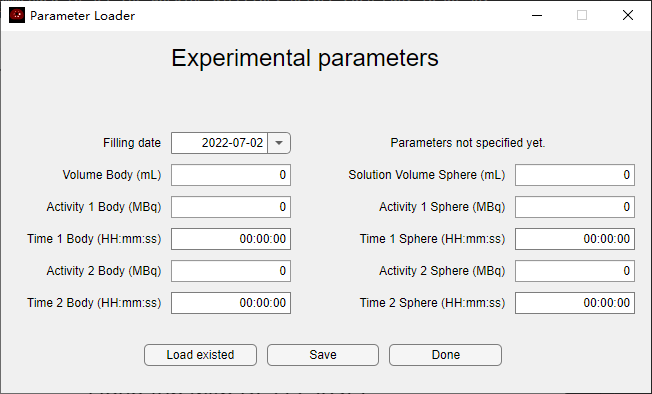 Parameter Loader
Experimental parameters
Filling date 2022-07-02 Parameters not specified yet.
Volume Body (mL) 0 Solution Volume Sphere (mL) 0
Activity 1 Body (MBq) 0 Activity 1 Sphere (MBq) 0
Time 1 Body (HH:mm:ss) 00:00:00 Time 1 Sphere (HH:mm:ss) 00:00:00
Activity 2 Body (MBq) 0 Activity 2 Sphere (MBq) 0
Time 2 Body (HH:mm:ss) 00:00:00 Time 2 Sphere (HH:mm:ss) 00:00:00
Load existed Save Done